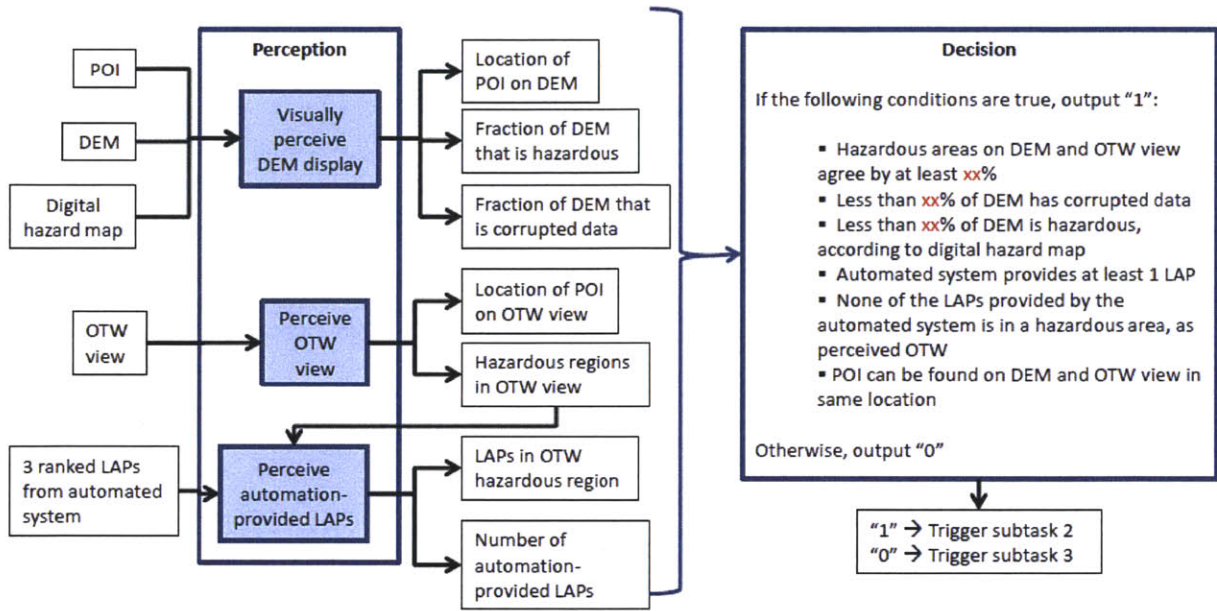 Perception
POI
DEM
Digital
hazard map
Visually
perceive
DEM display
Location of
POI on DEM
Fraction of DEM
that is hazardous
Fraction of DEM that
is corrupted data
OTW
view
Perceive
OTW
view
Location of POI
on OTW view
Hazardous regions
in OTW view
3 ranked LAPs
from automated
system
Perceive
automation-
provided LAPs
LAPs in OTW
hazardous region
Number of
automation-
provided LAPs
Decision
If the following conditions are true, output “1”:
▪ Hazardous areas on DEM and OTW view
agree by at least xx%
▪ Less than xx% of DEM has corrupted data
▪ Less than xx% of DEM is hazardous,
according to digital hazard map
▪ Automated system provides at least 1 LAP
▪ None of the LAPs provided by the
automated system is in a hazardous area, as
perceived OTW
▪ POI can be found on DEM and OTW view in
same location
Otherwise, output “0”
“1” → Trigger subtask 2
“0” → Trigger subtask 3